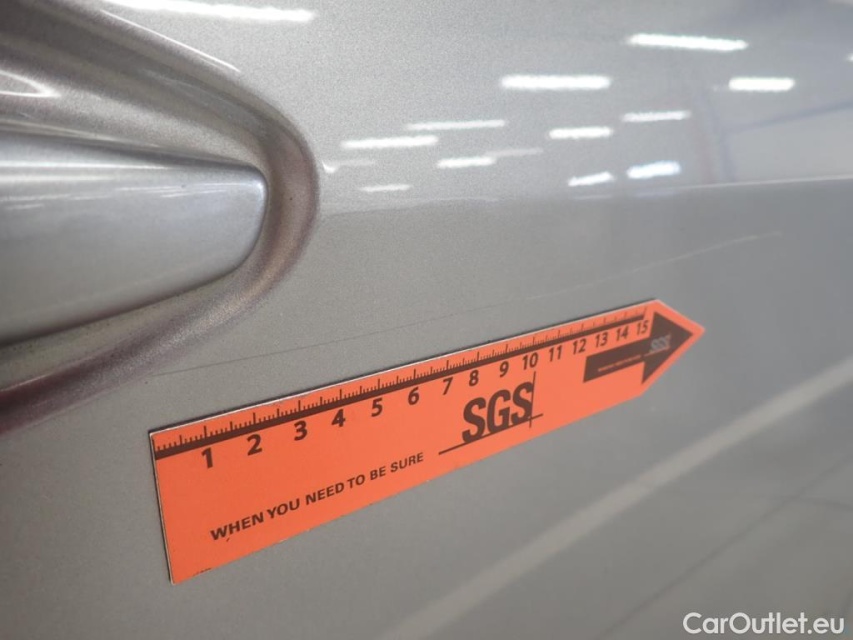 1 2 3 4 5 6 7 8 9 10 11 12 13 14 15
SGS
SGS
WHEN YOU NEED TO BE SURE
CarOutlet.eu